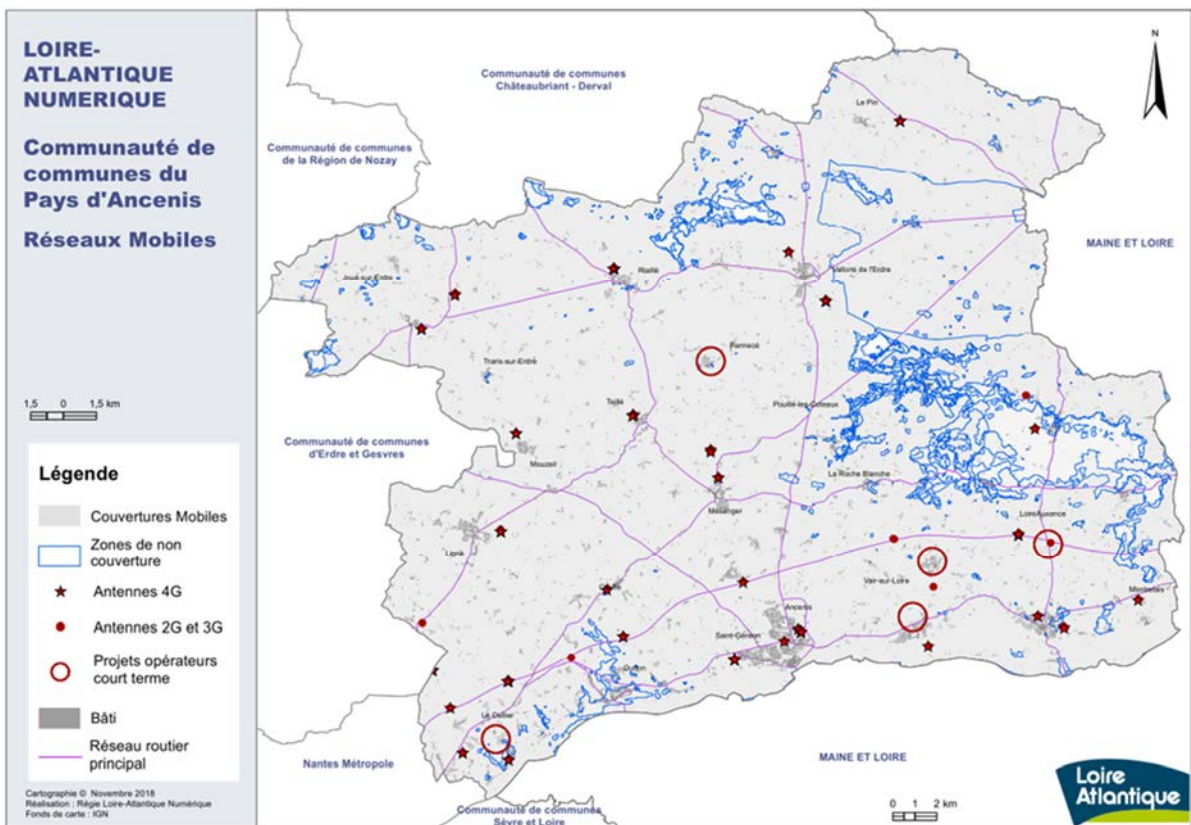 LOIRE-
ATLANTIQUE
NUMERIQUE
Communauté de
communes du
Pays d'Ancenis
Réseaux Mobiles
1,5 0 1,5 km
Légende
Couvertures Mobiles
Zones de non
couverture
Antennes 4G
Antennes 2G et 3G
Projets opérateurs
court terme
Bâti
Réseau routier
principal
Cartographie © Novembre 2018
Réalisation : Régie Loire-Atlantique Numérique
Fonds de carte : IGN
N
Communauté de communes
Châteaubriant - Derval
Le Pin
Communauté de communes
de la Région de Nozay
MAINE ET LOIRE
Joué-sur-Erdre
Riaillé
Vallons de l'Erdre
Trans-sur-Erdre
Pannecé
Teillé
Pouillé-les-Coteaux
Communauté de communes
d'Erdre et Gesvres
Mouzeil
La Roche Blanche
Mésanger
LoireAuxence
Ligné
Vair-sur-Loire
Montrelais
Ancenis
Saint-Géréon
Oudon
Le Cellier
Nantes Métropole
MAINE ET LOIRE
Communauté de communes
Sèvre et Loire
0 1 2 km
Loire
Atlantique